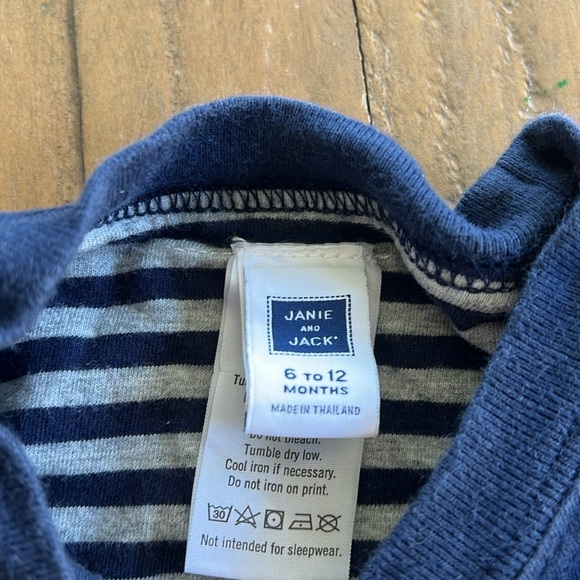 JANIE
AND
JACK
6 TO 12
MONTHS
MADE IN THAILAND
Do not bleach.
Tumble dry low.
Cool iron if necessary.
Do not iron on print.
30
Not intended for sleepwear.